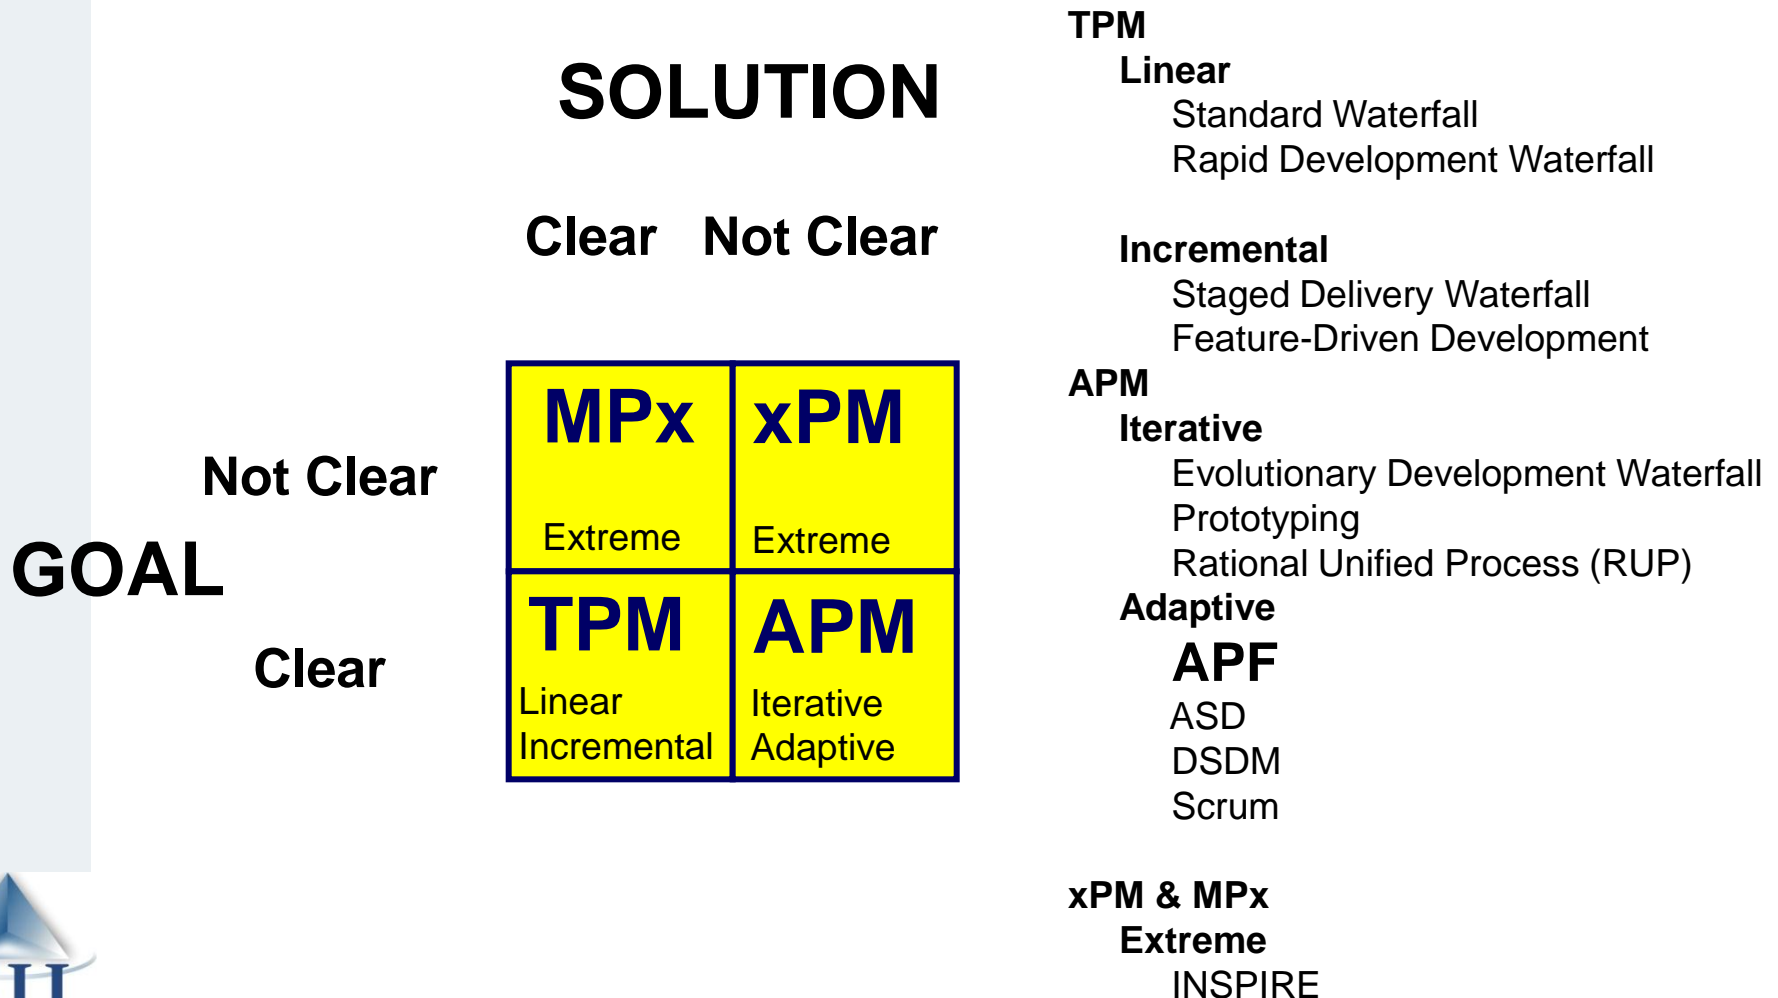 SOLUTION
Clear Not Clear
GOAL
Not Clear
Clear
MPx
Extreme
xPM
Extreme
TPM
Linear
Incremental
APM
Iterative
Adaptive
TPM
Linear
Standard Waterfall
Rapid Development Waterfall
Incremental
Staged Delivery Waterfall
Feature-Driven Development
APM
Iterative
Evolutionary Development Waterfall
Prototyping
Rational Unified Process (RUP)
Adaptive
APF
ASD
DSDM
Scrum
xPM & MPx
Extreme
INSPIRE